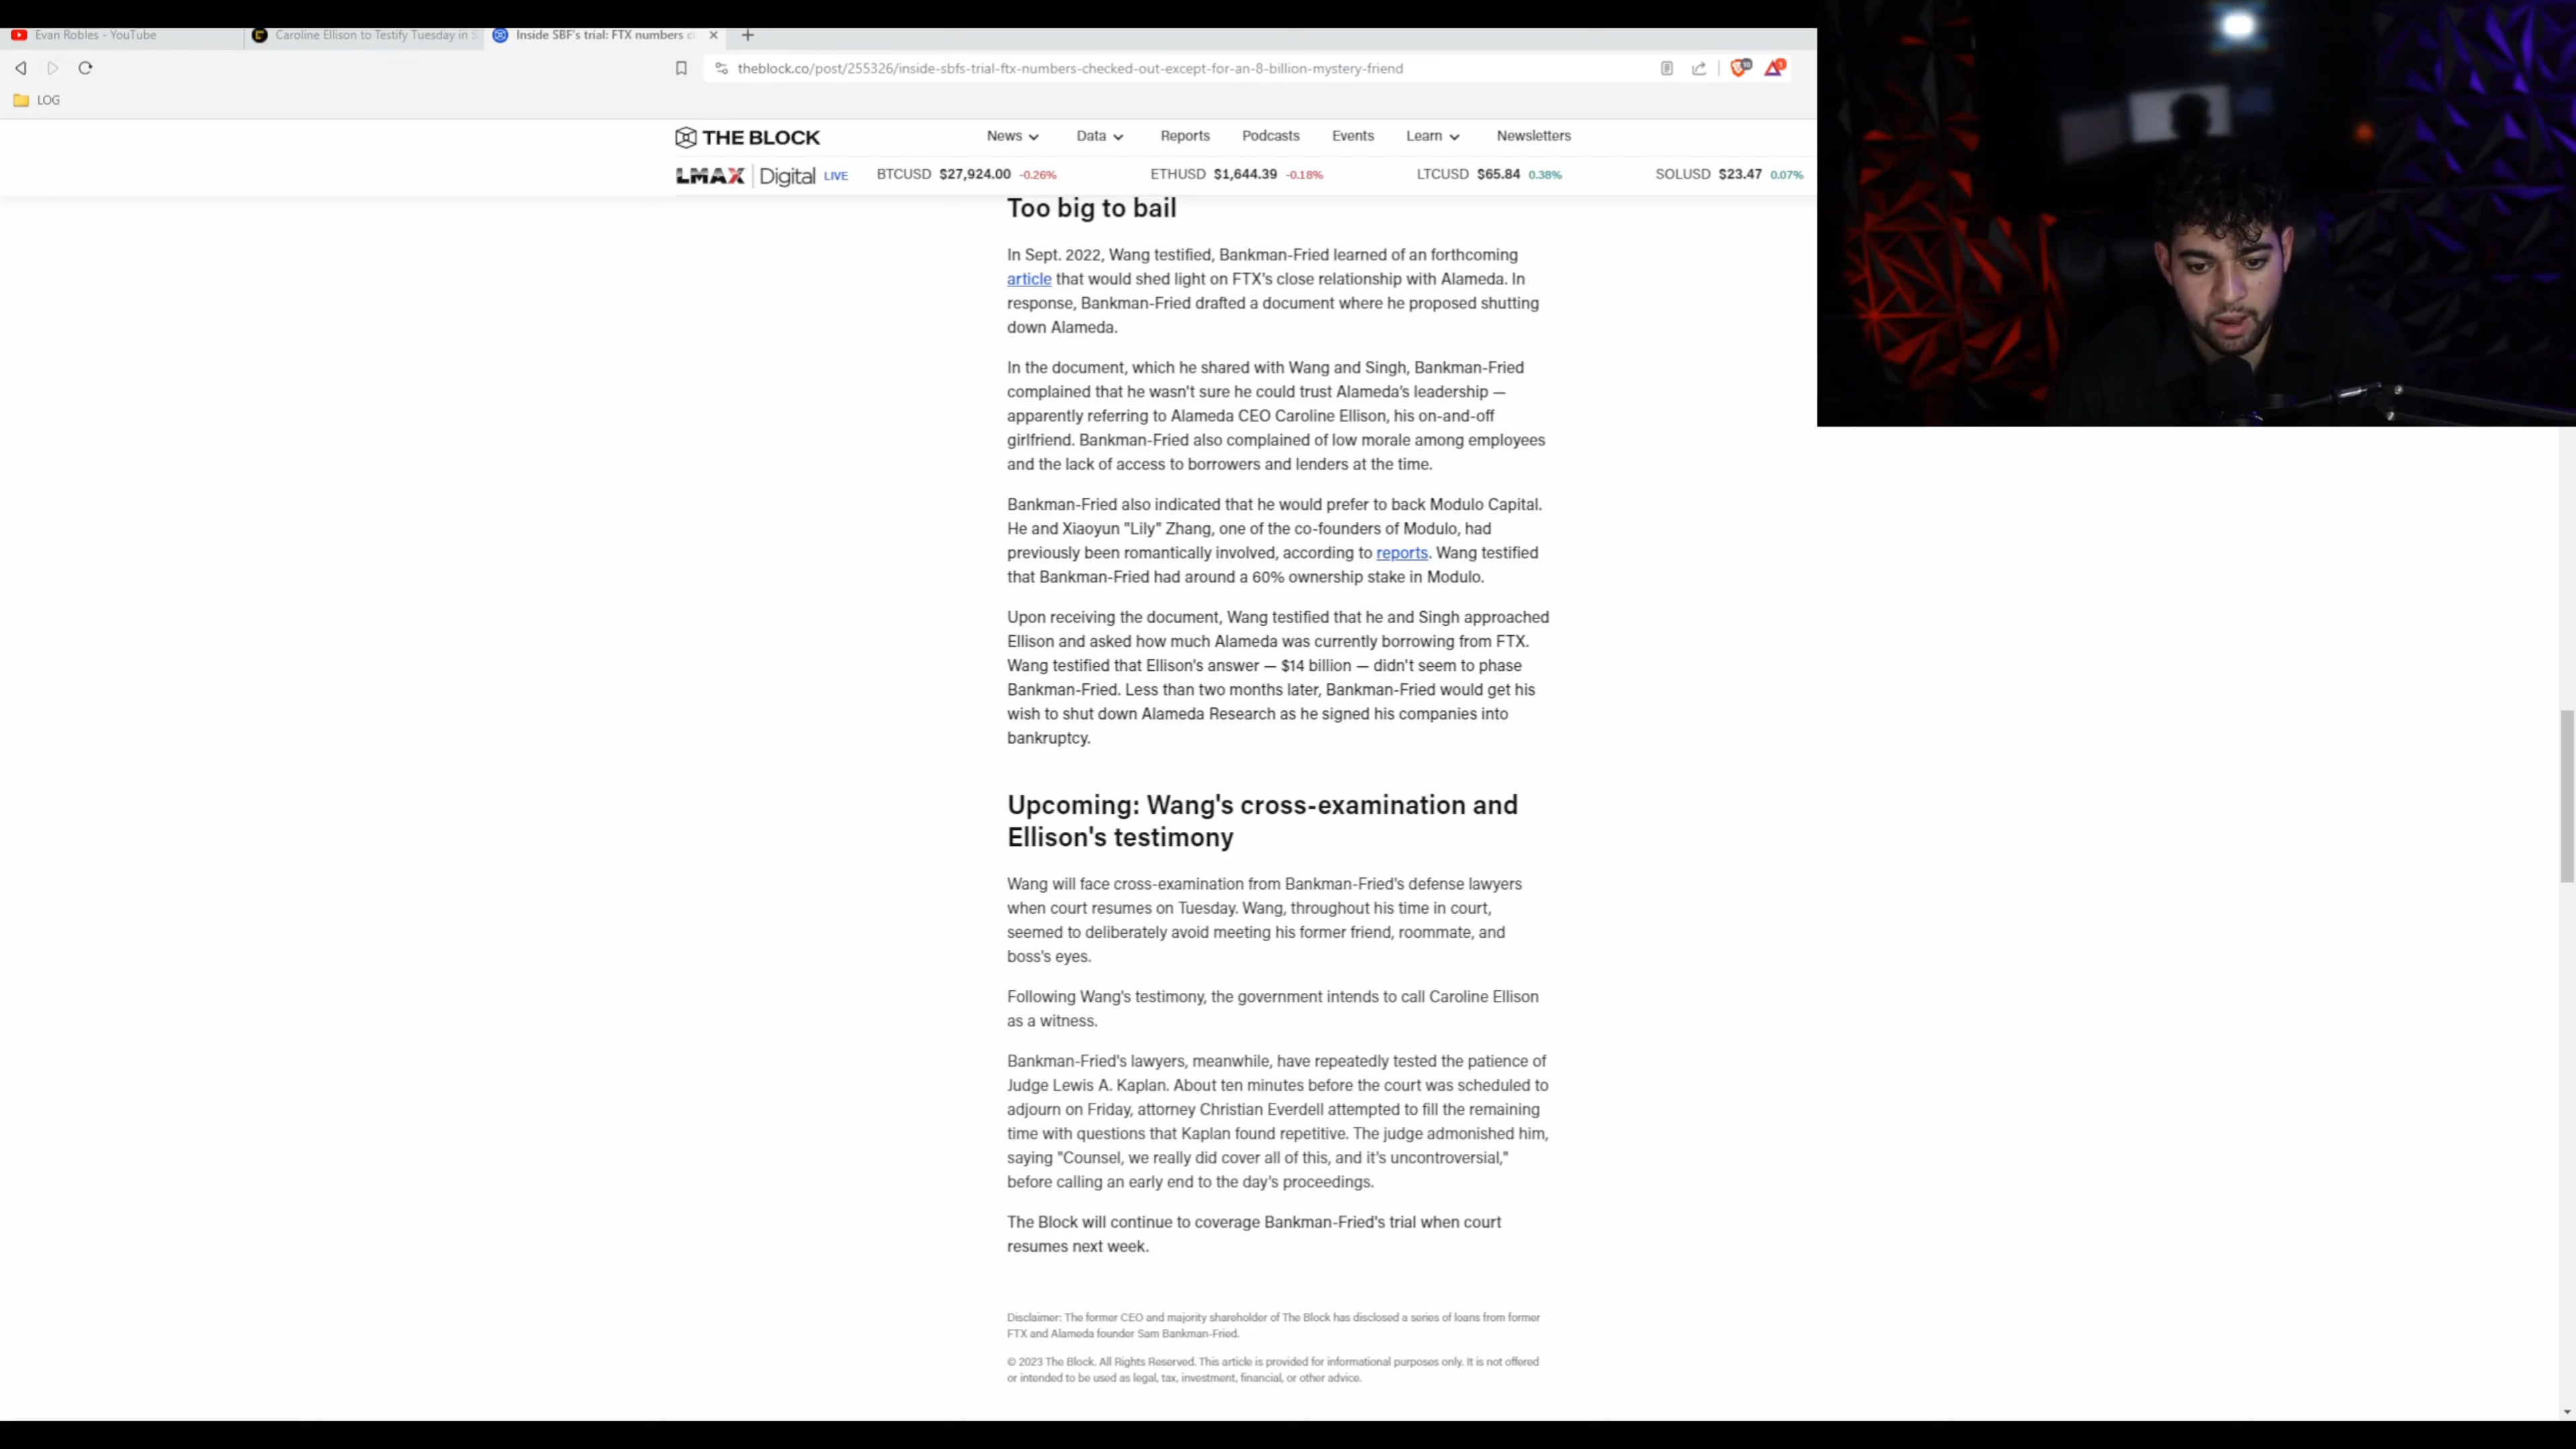 Evan Robles - YouTube
Caroline Ellison to Testify Tuesday in S
Inside SBF's trial: FTX numbers c
theblock.co/post/255326/inside-sbfs-trial-ftx-numbers-checked-out-except-for-an-8-billion-mystery-friend
LOG
THE BLOCK
News
Data
Reports
Podcasts
Events
Learn
Newsletters
LMAX Digital LIVE
BTCUSD $27,924.00 -0.26%
ETHUSD $1,644.39 -0.18%
LTCUSD $65.84 0.38%
SOLUSD $23.47 0.07%
Too big to bail
In Sept. 2022, Wang testified, Bankman-Fried learned of an forthcoming
article that would shed light on FTX's close relationship with Alameda. In
response, Bankman-Fried drafted a document where he proposed shutting
down Alameda.
In the document, which he shared with Wang and Singh, Bankman-Fried
complained that he wasn't sure he could trust Alameda's leadership —
apparently referring to Alameda CEO Caroline Ellison, his on-and-off
girlfriend. Bankman-Fried also complained of low morale among employees
and the lack of access to borrowers and lenders at the time.
Bankman-Fried also indicated that he would prefer to back Modulo Capital.
He and Xiaoyun "Lily" Zhang, one of the co-founders of Modulo, had
previously been romantically involved, according to reports. Wang testified
that Bankman-Fried had around a 60% ownership stake in Modulo.
Upon receiving the document, Wang testified that he and Singh approached
Ellison and asked how much Alameda was currently borrowing from FTX.
Wang testified that Ellison's answer — $14 billion — didn't seem to phase
Bankman-Fried. Less than two months later, Bankman-Fried would get his
wish to shut down Alameda Research as he signed his companies into
bankruptcy.
Upcoming: Wang's cross-examination and
Ellison's testimony
Wang will face cross-examination from Bankman-Fried's defense lawyers
when court resumes on Tuesday. Wang, throughout his time in court,
seemed to deliberately avoid meeting his former friend, roommate, and
boss's eyes.
Following Wang's testimony, the government intends to call Caroline Ellison
as a witness.
Bankman-Fried's lawyers, meanwhile, have repeatedly tested the patience of
Judge Lewis A. Kaplan. About ten minutes before the court was scheduled to
adjourn on Friday, attorney Christian Everdell attempted to fill the remaining
time with questions that Kaplan found repetitive. The judge admonished him,
saying "Counsel, we really did cover all of this, and it's uncontroversial,"
before calling an early end to the day's proceedings.
The Block will continue to coverage Bankman-Fried's trial when court
resumes next week.
Disclaimer: The former CEO and majority shareholder of The Block has disclosed a series of loans from former
FTX and Alameda founder Sam Bankman-Fried.
© 2023 The Block. All Rights Reserved. This article is provided for informational purposes only. It is not offered
or intended to be used as legal, tax, investment, financial, or other advice.